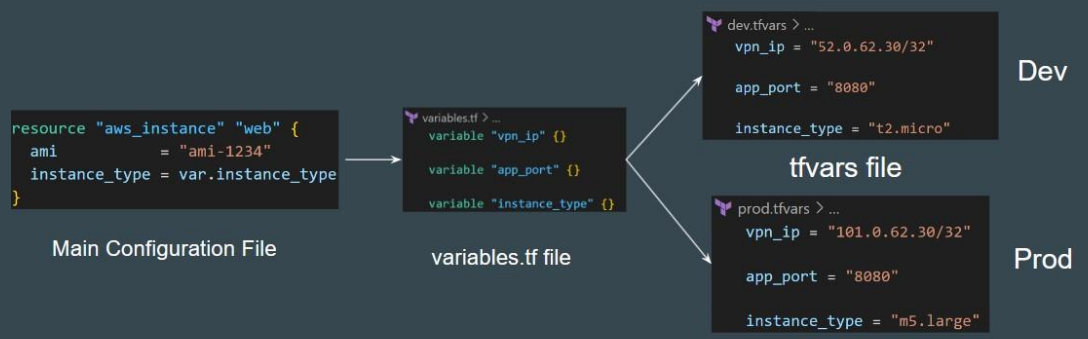 resource "aws_instance" "web" {
  ami           = "ami-1234"
  instance_type = var.instance_type
}
Main Configuration File
variables.tf > ...
variable "vpn_ip" {}
variable "app_port" {}
variable "instance_type" {}
variables.tf file
dev.tfvars > ...
vpn_ip = "52.0.62.30/32"
app_port = "8080"
instance_type = "t2.micro"
Dev
tfvars file
prod.tfvars > ...
vpn_ip = "101.0.62.30/32"
app_port = "8080"
instance_type = "m5.large"
Prod